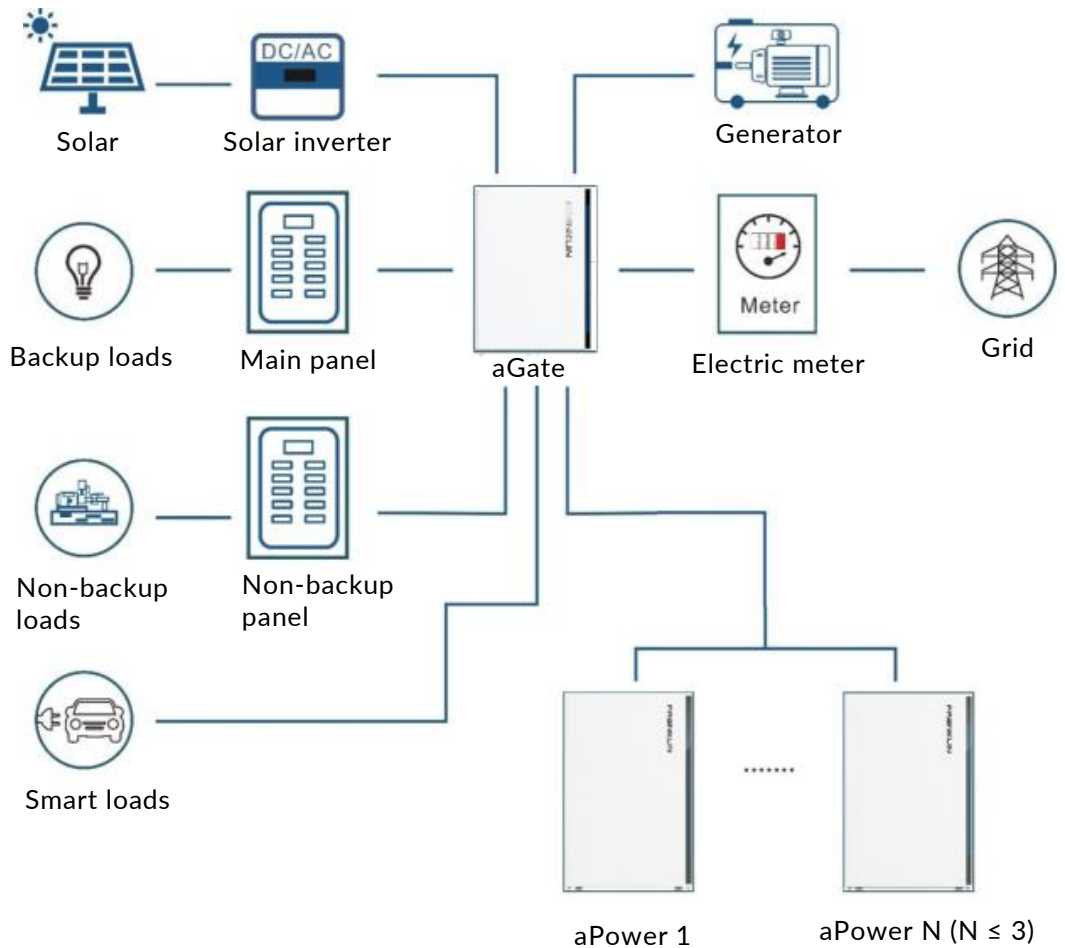 DC/AC
Solar
Solar inverter
Generator
Meter
Backup loads
Main panel
aGate
Electric meter
Grid
Non-backup
loads
Non-backup
panel
Smart loads
.......
aPower 1
aPower N (N ≤ 3)